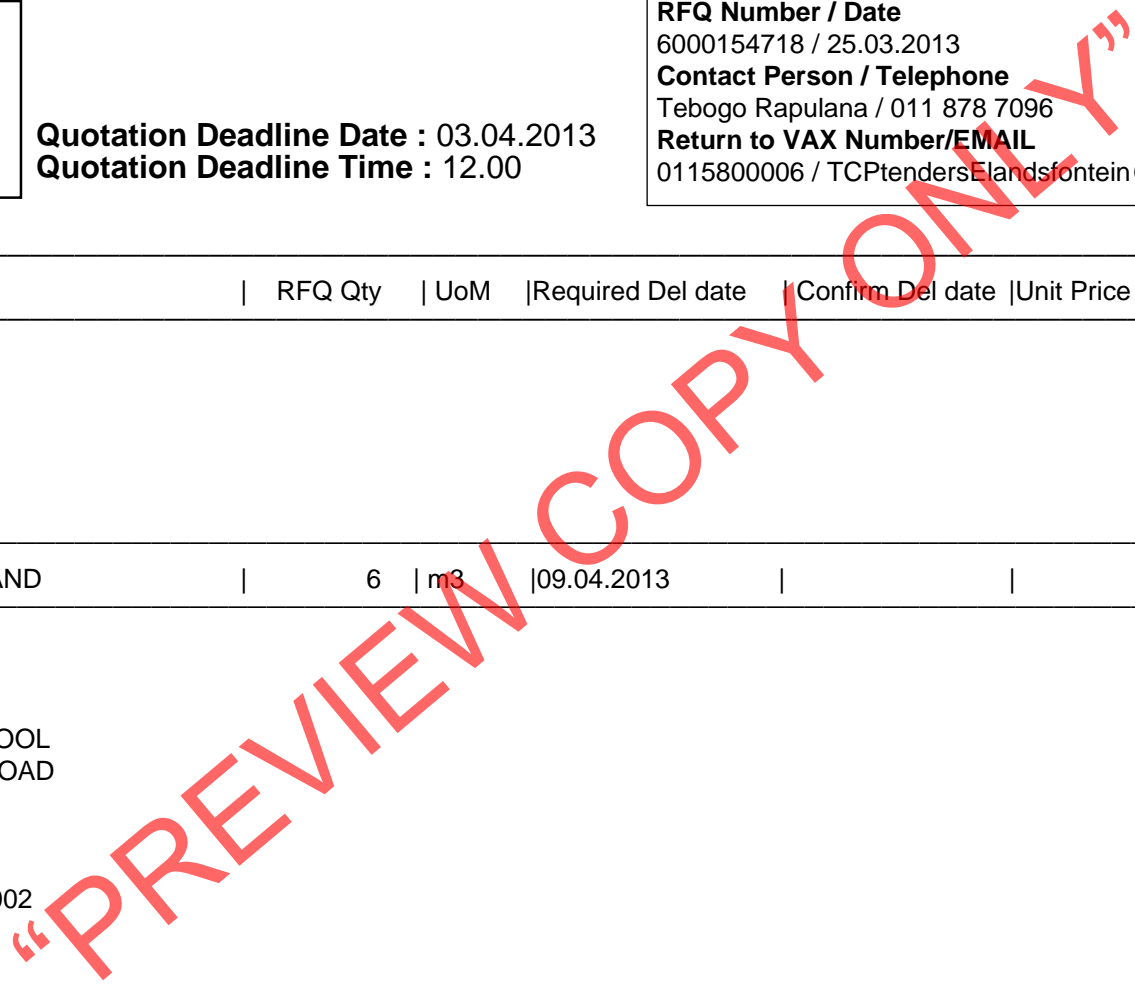 RFQ Number / Date
6000154718 / 25.03.2013
Contact Person / Telephone
Tebogo Rapulana / 011 878 7096
Return to VAX Number/EMAIL
0115800006 / TCPtendersElandsfontein
Quotation Deadline Date : 03.04.2013
Quotation Deadline Time : 12.00
| RFQ Qty | UoM |Required Del date | Confirm Del date |Unit Price
AND | 6 | m3 |09.04.2013 | |
OOL
OAD
002
“PREVIEW COPY ONLY”